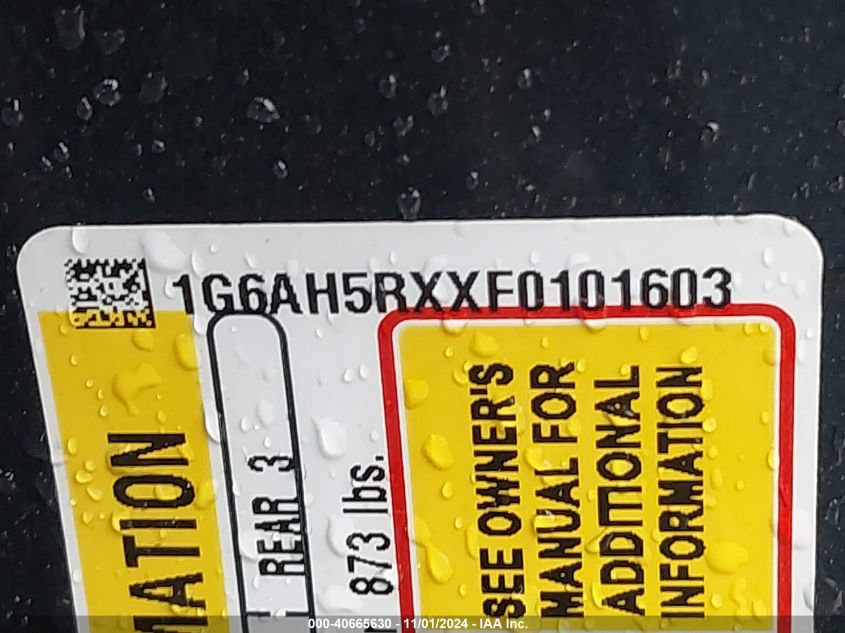 1G6AH5RXXF0101603
MATION
REAR 3
873 lbs.
SEE OWNER'S
MANUAL FOR
ADDITIONAL
INFORMATION
000-40665630 - 11/01/2024 - IAA Inc.